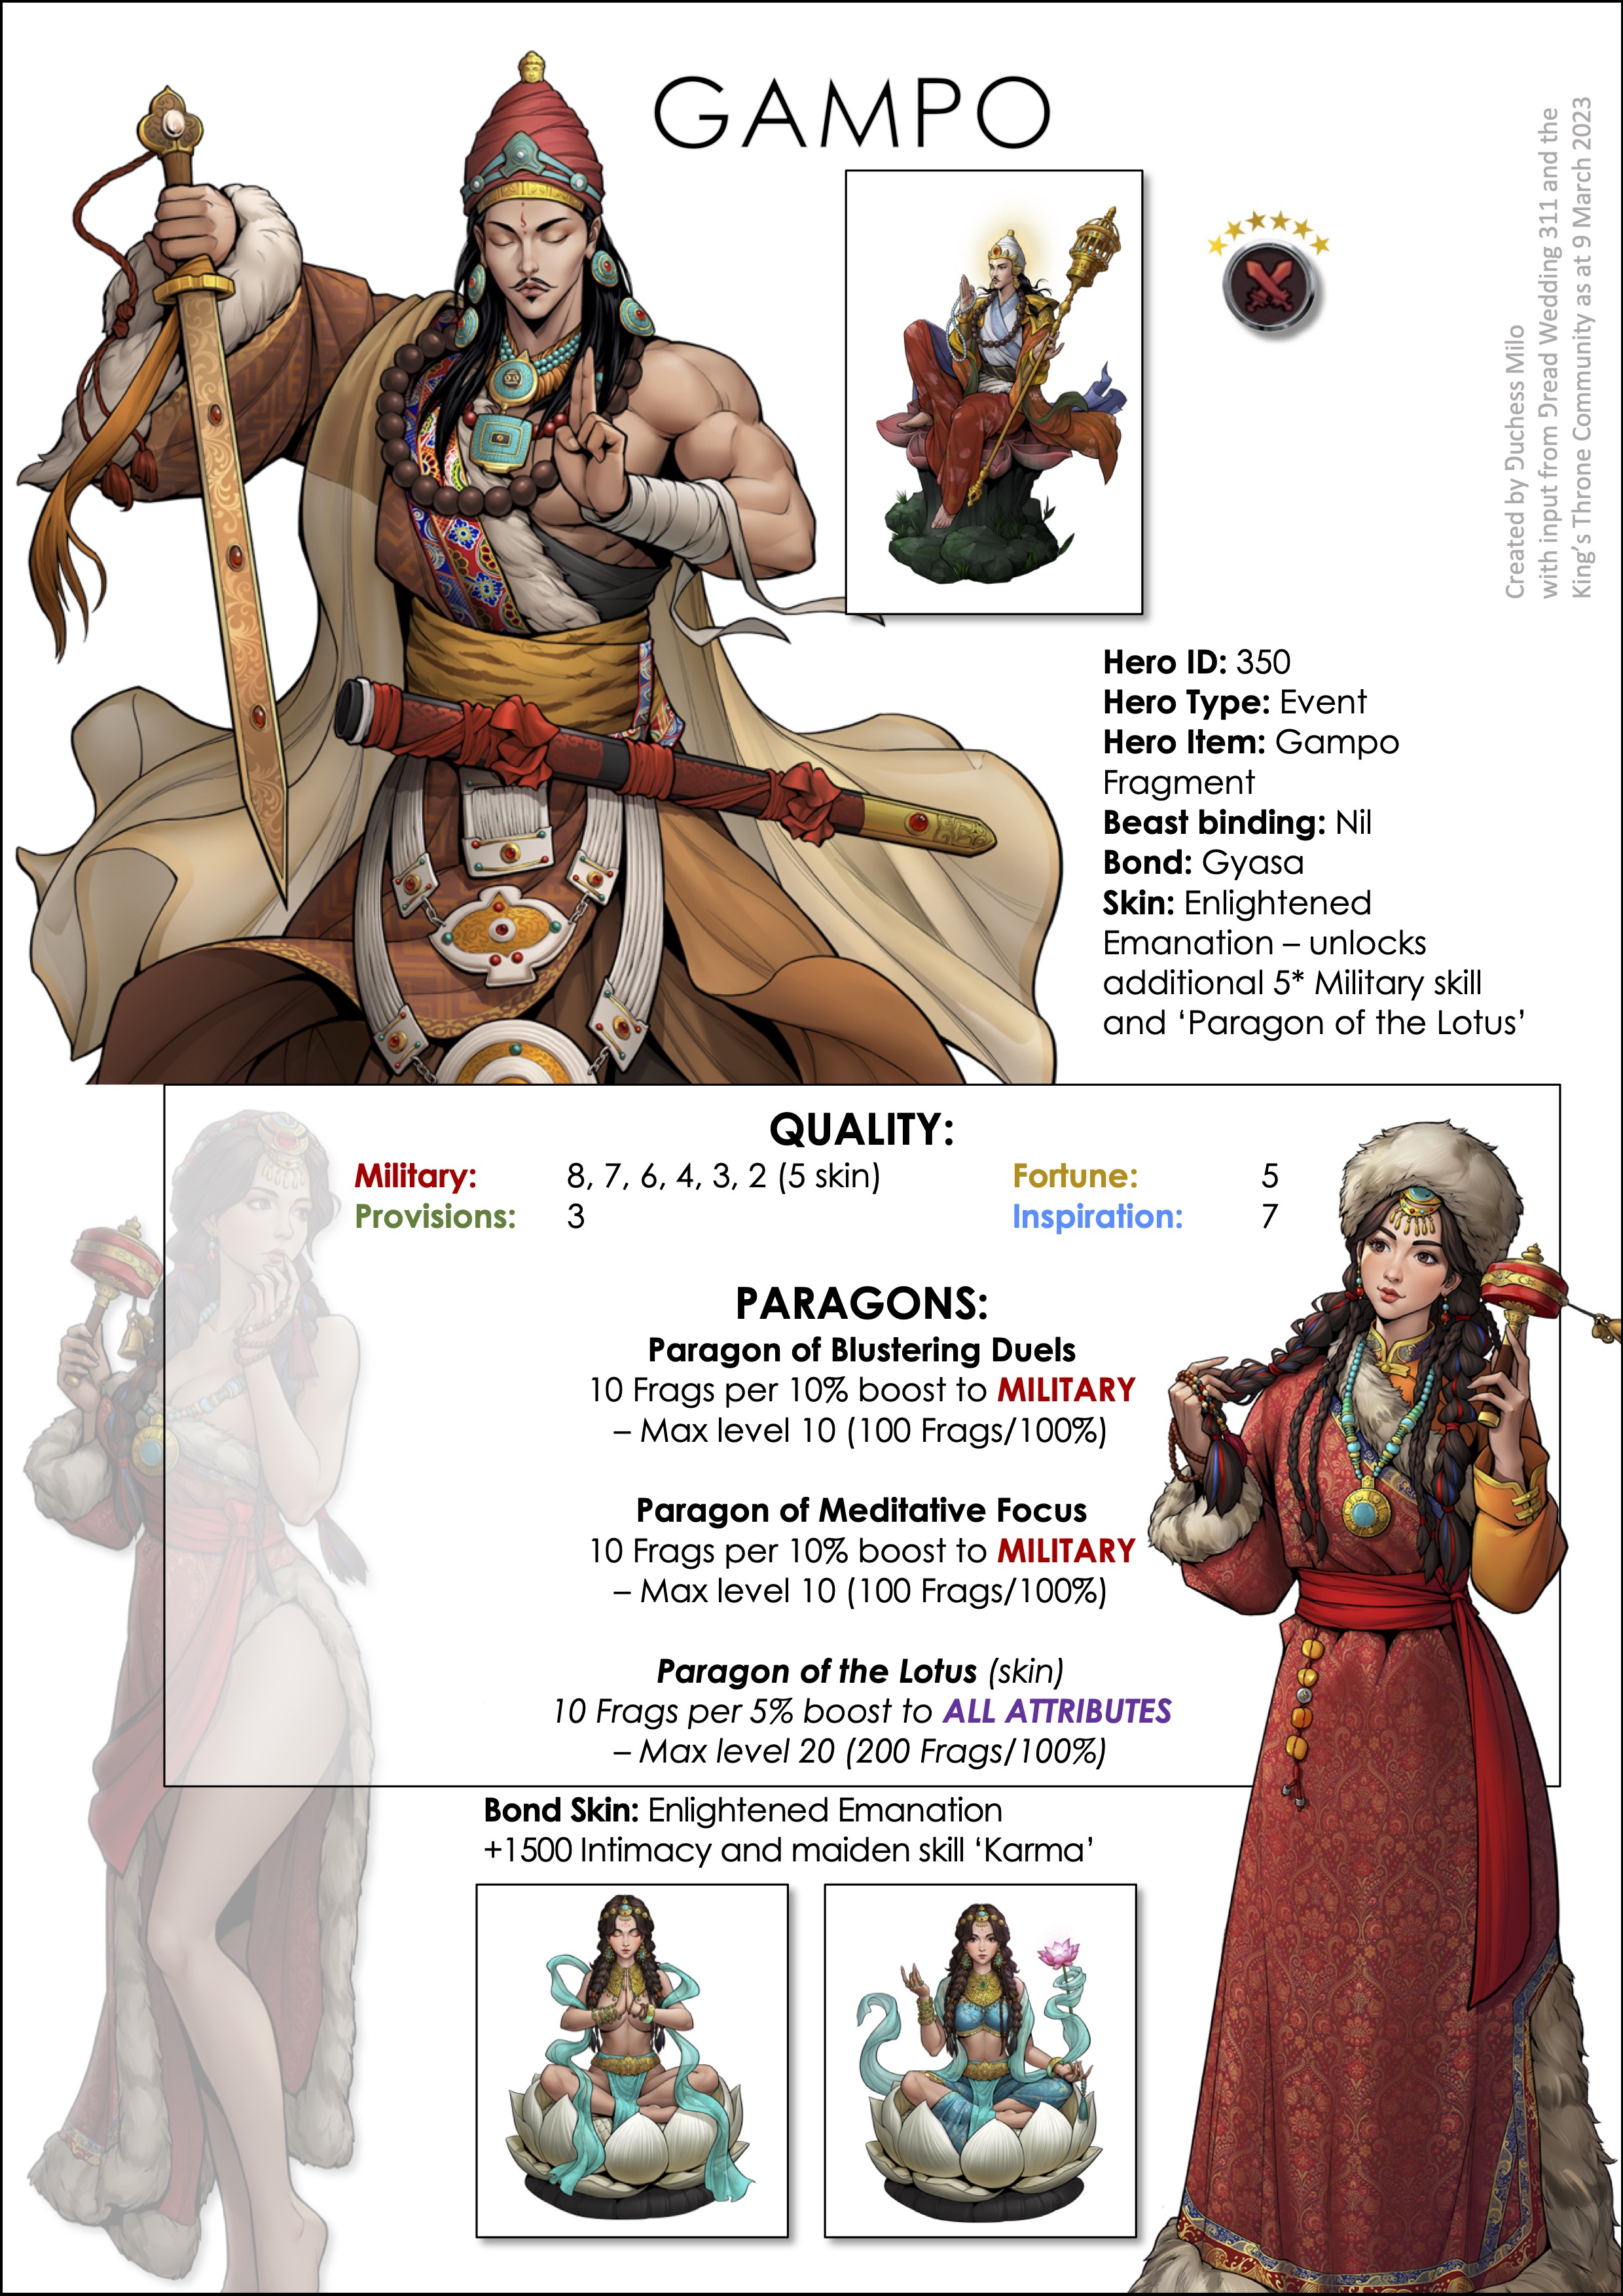 GAMPO
Created by Duchess Milo
with input from Dread Wedding 311 and the
King's Throne Community as at 9 March 2023
Hero ID: 350
Hero Type: Event
Hero Item: Gampo
Fragment
Beast binding: Nil
Bond: Gyasa
Skin: Enlightened
Emanation – unlocks
additional 5* Military skill
and ‘Paragon of the Lotus’
QUALITY:
Military: 8, 7, 6, 4, 3, 2 (5 skin) Fortune: 5
Provisions: 3 Inspiration: 7
PARAGONS:
Paragon of Blustering Duels
10 Frags per 10% boost to MILITARY
– Max level 10 (100 Frags/100%)
Paragon of Meditative Focus
10 Frags per 10% boost to MILITARY
– Max level 10 (100 Frags/100%)
Paragon of the Lotus (skin)
10 Frags per 5% boost to ALL ATTRIBUTES
– Max level 20 (200 Frags/100%)
Bond Skin: Enlightened Emanation
+1500 Intimacy and maiden skill ‘Karma’